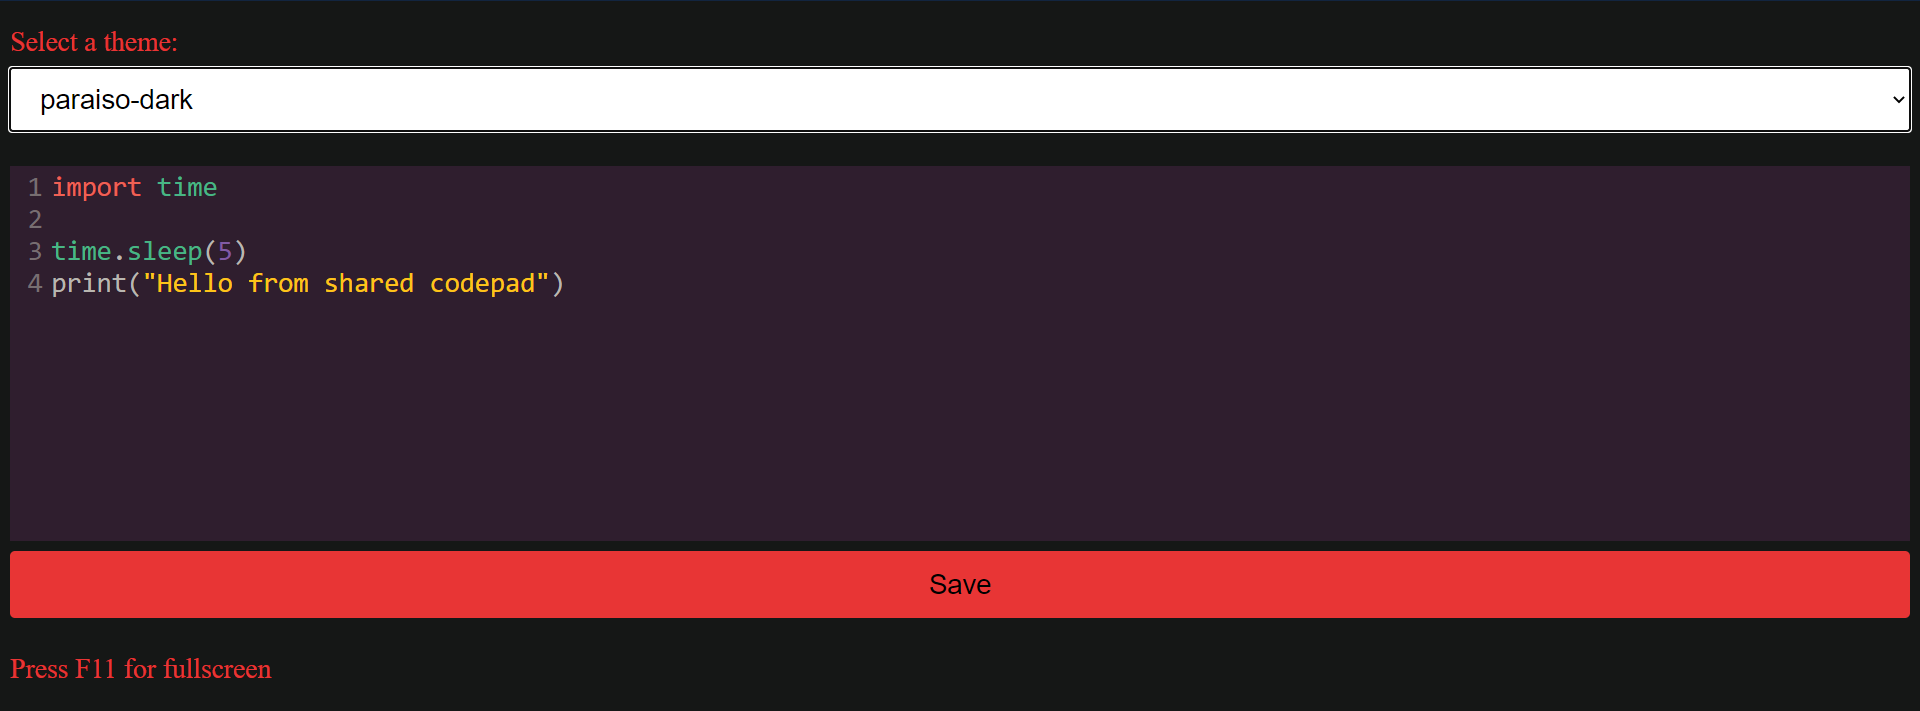 Select a theme:
paraiso-dark
1 import time
2
3 time.sleep(5)
4 print("Hello from shared codepad")
Save
Press F11 for fullscreen